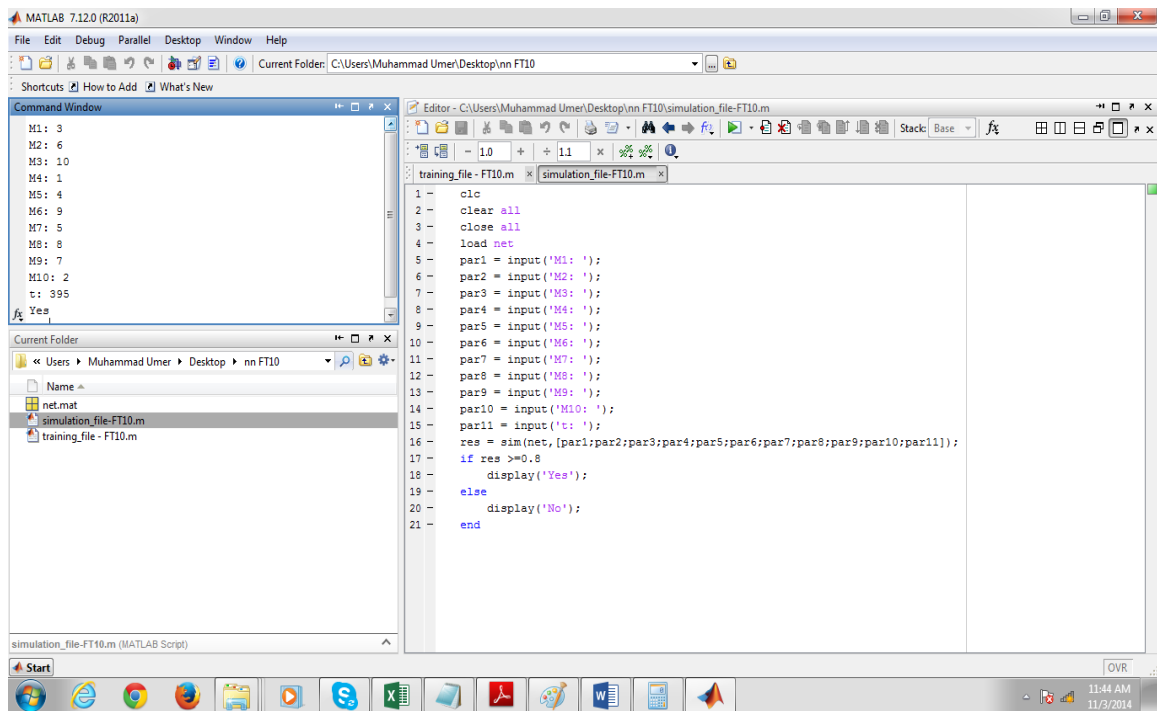 MATLAB 7.12.0 (R2011a)
File Edit Debug Parallel Desktop Window Help
Current Folder: C:\Users\Muhammad Umer\Desktop\nn FT10
Shortcuts How to Add What's New
Command Window
M1: 3
M2: 6
M3: 10
M4: 1
M5: 4
M6: 9
M7: 5
M8: 8
M9: 7
M10: 2
t: 395
fx Yes
Current Folder
« Users Muhammad Umer Desktop nn FT10
Name
net.mat
simulation_file-FT10.m
training_file - FT10.m
simulation_file-FT10.m (MATLAB Script)
Editor - C:\Users\Muhammad Umer\Desktop\nn FT10\simulation_file-FT10.m
Stack: Base fx
- 1.0 + ÷ 1.1 ×
training_file - FT10.m × simulation_file-FT10.m ×
1 - clc
2 - clear all
3 - close all
4 - load net
5 - par1 = input('M1: ');
6 - par2 = input('M2: ');
7 - par3 = input('M3: ');
8 - par4 = input('M4: ');
9 - par5 = input('M5: ');
10 - par6 = input('M6: ');
11 - par7 = input('M7: ');
12 - par8 = input('M8: ');
13 - par9 = input('M9: ');
14 - par10 = input('M10: ');
15 - par11 = input('t: ');
16 - res = sim(net,[par1;par2;par3;par4;par5;par6;par7;par8;par9;par10;par11]);
17 - if res >=0.8
18 - display('Yes');
19 - else
20 - display('No');
21 - end
Start
OVR
11:44 AM
11/3/2014